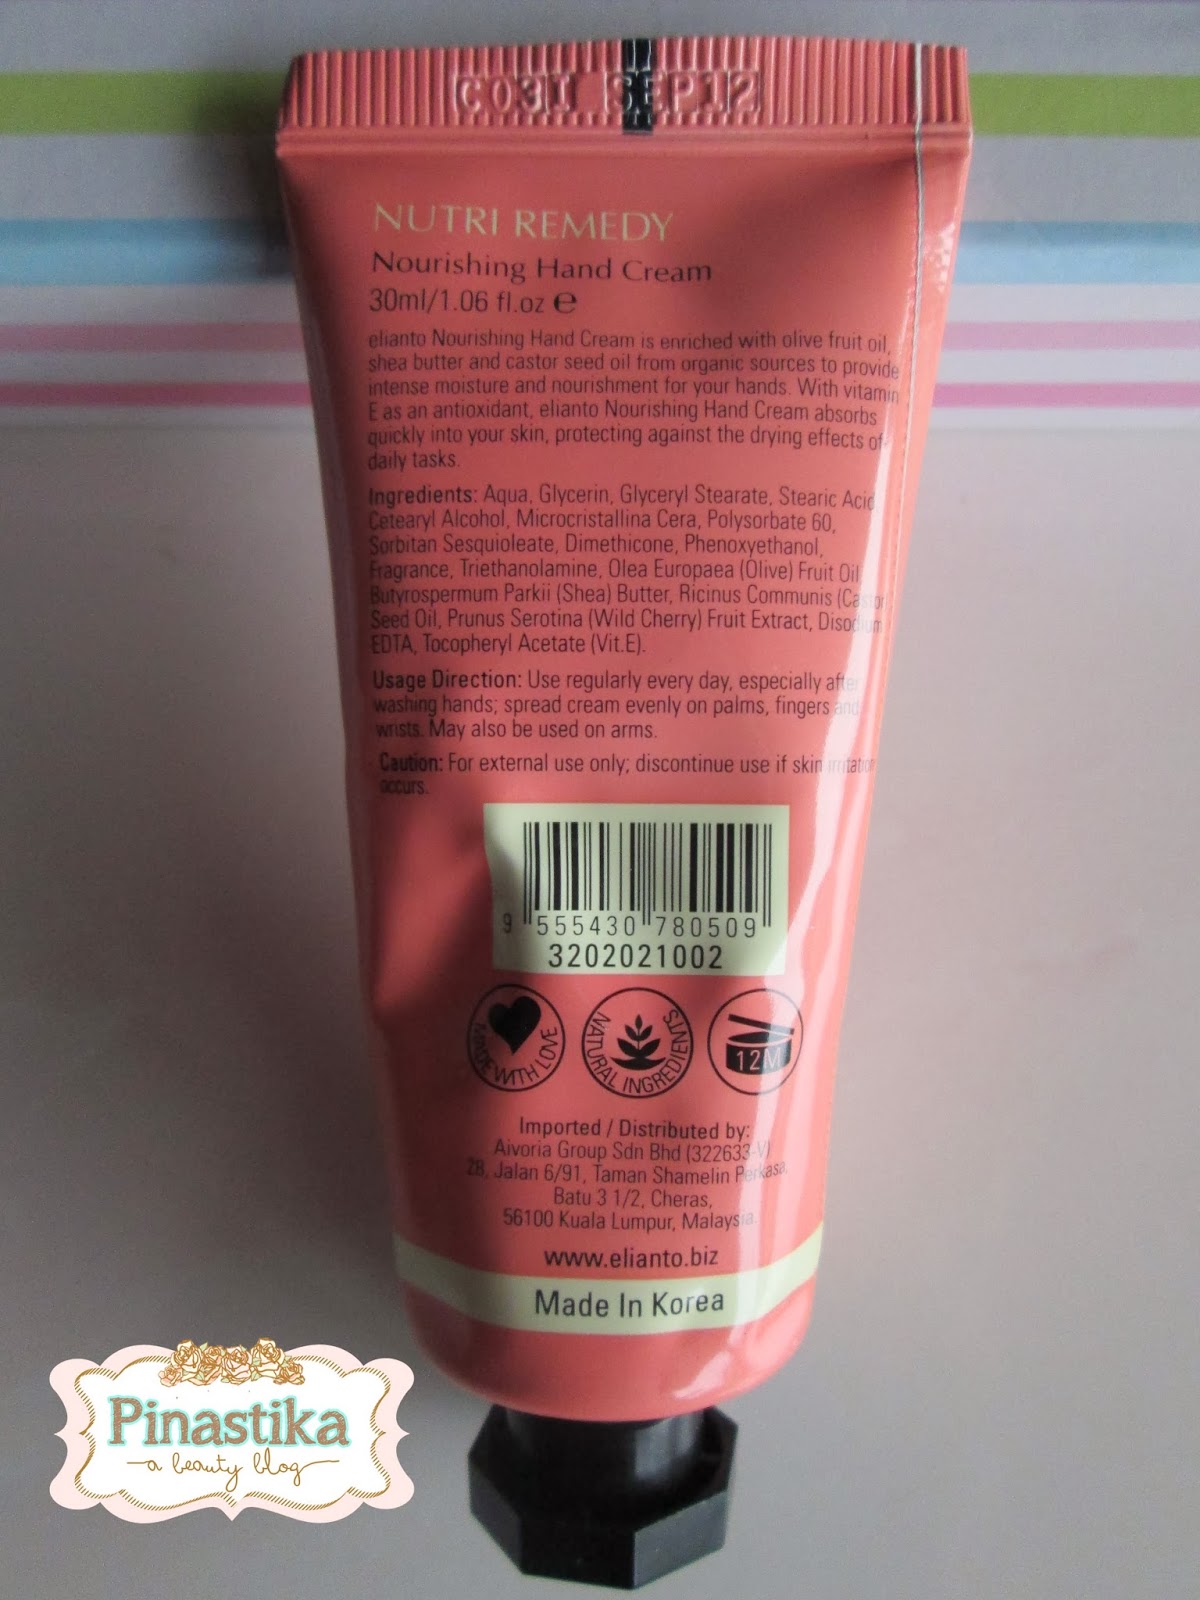 CO31 SEP12
NUTRI REMEDY
Nourishing Hand Cream
30ml/1.06 fl.oz ℮
elianto Nourishing Hand Cream is enriched with olive fruit oil,
shea butter and castor seed oil from organic sources to provide
intense moisture and nourishment for your hands. With vitamin
E as an antioxidant, elianto Nourishing Hand Cream absorbs
quickly into your skin, protecting against the drying effects of
daily tasks.
Ingredients: Aqua, Glycerin, Glyceryl Stearate, Stearic Acid
Cetearyl Alcohol, Microcristallina Cera, Polysorbate 60,
Sorbitan Sesquioleate, Dimethicone, Phenoxyethanol,
Fragrance, Triethanolamine, Olea Europaea (Olive) Fruit Oil
Butyrospermum Parkii (Shea) Butter, Ricinus Communis (Castor
Seed Oil, Prunus Serotina (Wild Cherry) Fruit Extract, Disodium
EDTA, Tocopheryl Acetate (Vit.E).
Usage Direction: Use regularly every day, especially after
washing hands; spread cream evenly on palms, fingers and
wrists. May also be used on arms.
Caution: For external use only; discontinue use if skin irritation
occurs.
9 555430 780509
3202021002
MADE WITH LOVE
NATURAL INGREDIENTS
12M
Imported / Distributed by:
Aivoria Group Sdn Bhd (322633-V)
28, Jalan 6/91, Taman Shamelin Perkasa,
Batu 3 1/2, Cheras,
56100 Kuala Lumpur, Malaysia.
www.elianto.biz
Made In Korea
Pinastika
a beauty blog